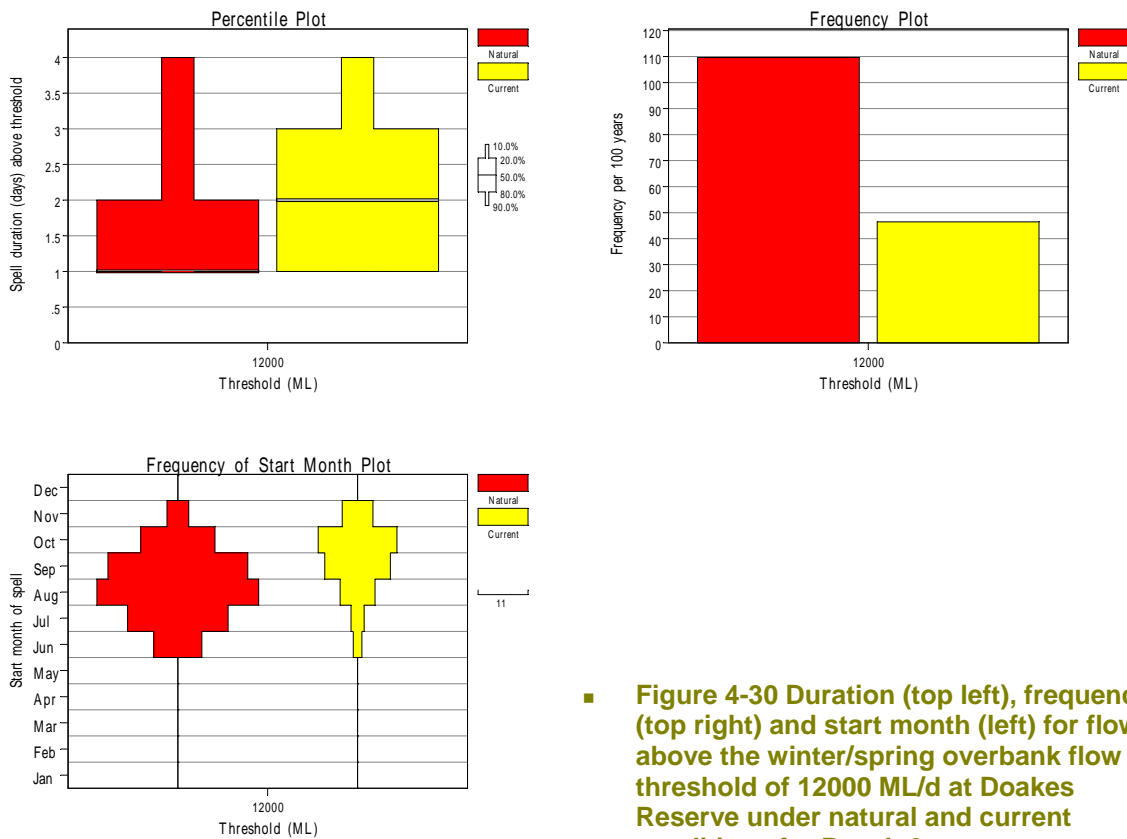 Percentile Plot
Spell duration (days) above threshold
4
3.5
3
2.5
2
1.5
1
.5
0
12000
Threshold (ML)
Natural
Current
10.0%
20.0%
50.0%
80.0%
90.0%
Frequency Plot
Frequency per 100 years
120
110
100
90
80
70
60
50
40
30
20
10
0
12000
Threshold (ML)
Natural
Current
Frequency of Start Month Plot
Start month of spell
Dec
Nov
Oct
Sep
Aug
Jul
Jun
May
Apr
Mar
Feb
Jan
12000
Threshold (ML)
Natural
Current
11
▪ Figure 4-30 Duration (top left), frequenc
(top right) and start month (left) for flow
above the winter/spring overbank flow
threshold of 12000 ML/d at Doakes
Reserve under natural and current